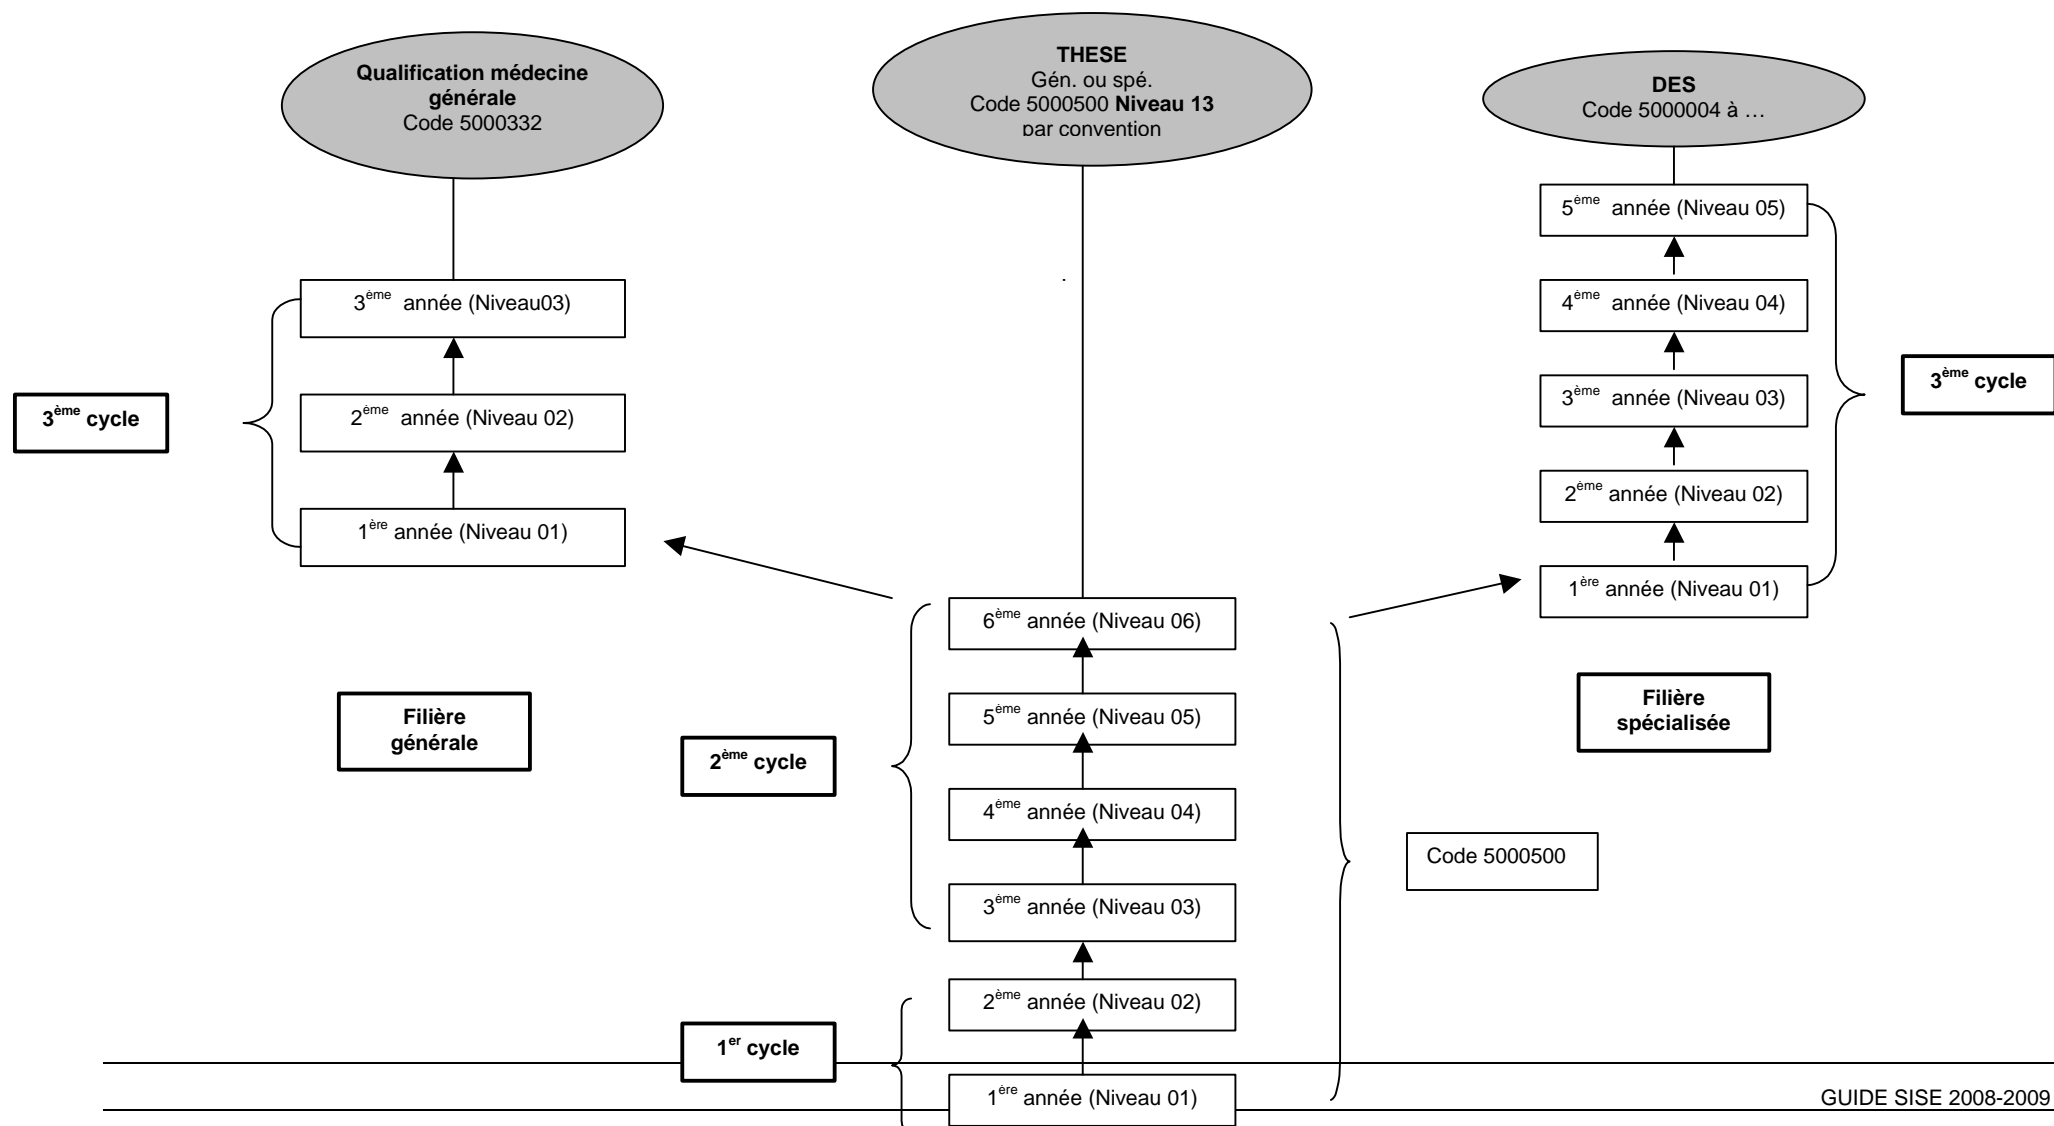 Qualification médecine
générale
Code 5000332
THESE
Gén. ou spé.
Code 5000500 Niveau 13
par convention
DES
Code 5000004 à …
3ème année (Niveau03)
2ème année (Niveau 02)
1ère année (Niveau 01)
3ème cycle
5ème année (Niveau 05)
4ème année (Niveau 04)
3ème année (Niveau 03)
2ème année (Niveau 02)
1ère année (Niveau 01)
3ème cycle
Filière
générale
6ème année (Niveau 06)
5ème année (Niveau 05)
4ème année (Niveau 04)
3ème année (Niveau 03)
2ème année (Niveau 02)
1ère année (Niveau 01)
2ème cycle
1er cycle
Filière
spécialisée
Code 5000500
GUIDE SISE 2008-2009